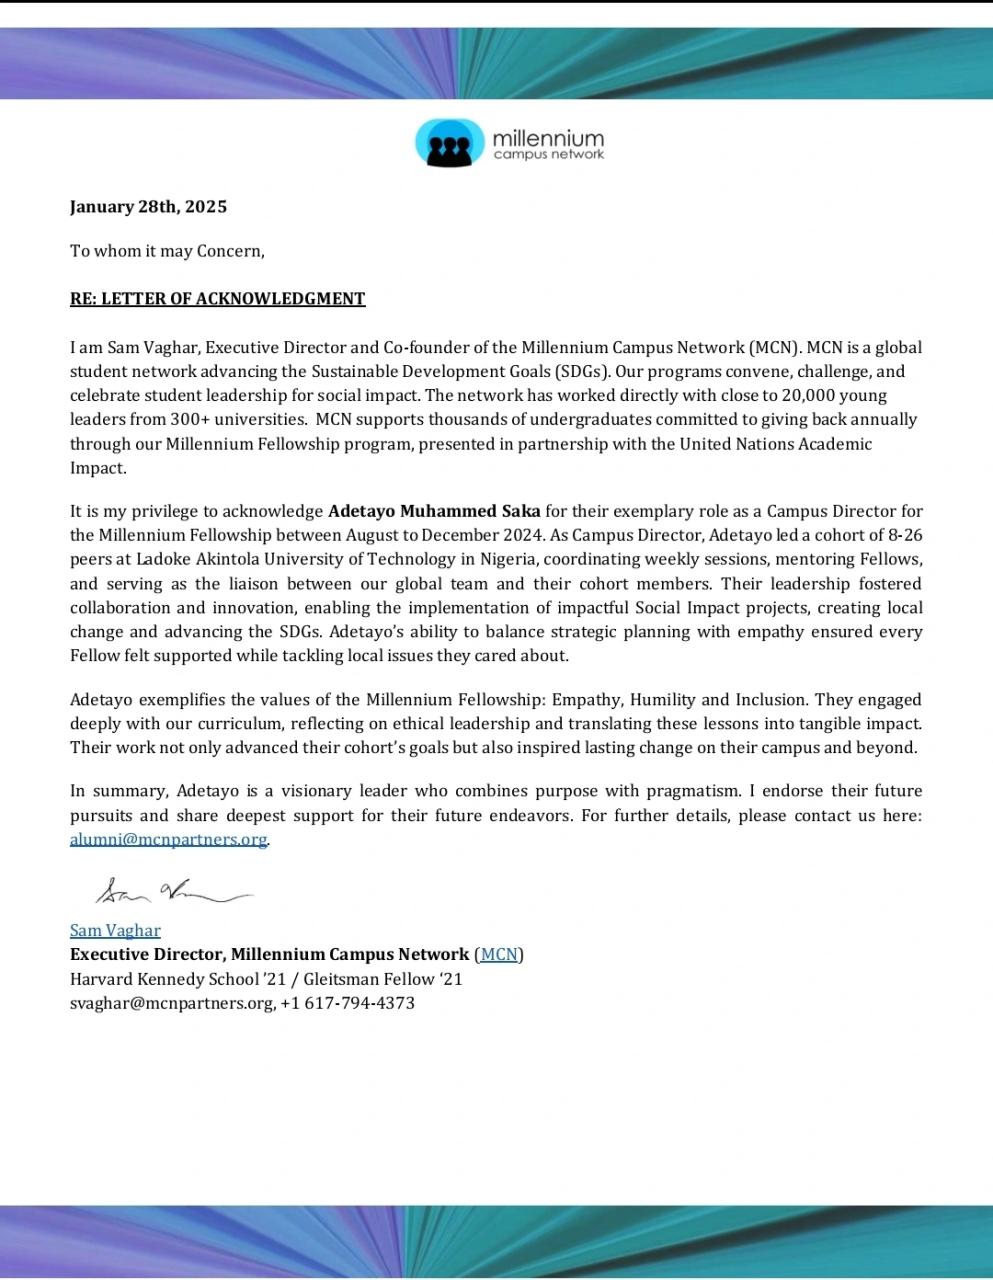 millennium
campus network
January 28th, 2025
To whom it may Concern,
RE: LETTER OF ACKNOWLEDGMENT
I am Sam Vaghar, Executive Director and Co-founder of the Millennium Campus Network (MCN). MCN is a global
student network advancing the Sustainable Development Goals (SDGs). Our programs convene, challenge, and
celebrate student leadership for social impact. The network has worked directly with close to 20,000 young
leaders from 300+ universities.  MCN supports thousands of undergraduates committed to giving back annually
through our Millennium Fellowship program, presented in partnership with the United Nations Academic
Impact.
It is my privilege to acknowledge Adetayo Muhammed Saka for their exemplary role as a Campus Director for
the Millennium Fellowship between August to December 2024. As Campus Director, Adetayo led a cohort of 8-26
peers at Ladoke Akintola University of Technology in Nigeria, coordinating weekly sessions, mentoring Fellows,
and serving as the liaison between our global team and their cohort members. Their leadership fostered
collaboration and innovation, enabling the implementation of impactful Social Impact projects, creating local
change and advancing the SDGs. Adetayo’s ability to balance strategic planning with empathy ensured every
Fellow felt supported while tackling local issues they cared about.
Adetayo exemplifies the values of the Millennium Fellowship: Empathy, Humility and Inclusion. They engaged
deeply with our curriculum, reflecting on ethical leadership and translating these lessons into tangible impact.
Their work not only advanced their cohort’s goals but also inspired lasting change on their campus and beyond.
In summary, Adetayo is a visionary leader who combines purpose with pragmatism. I endorse their future
pursuits and share deepest support for their future endeavors. For further details, please contact us here:
alumni@mcnpartners.org.
Sam Vaghar
Executive Director, Millennium Campus Network (MCN)
Harvard Kennedy School ’21 / Gleitsman Fellow ‘21
svaghar@mcnpartners.org, +1 617-794-4373